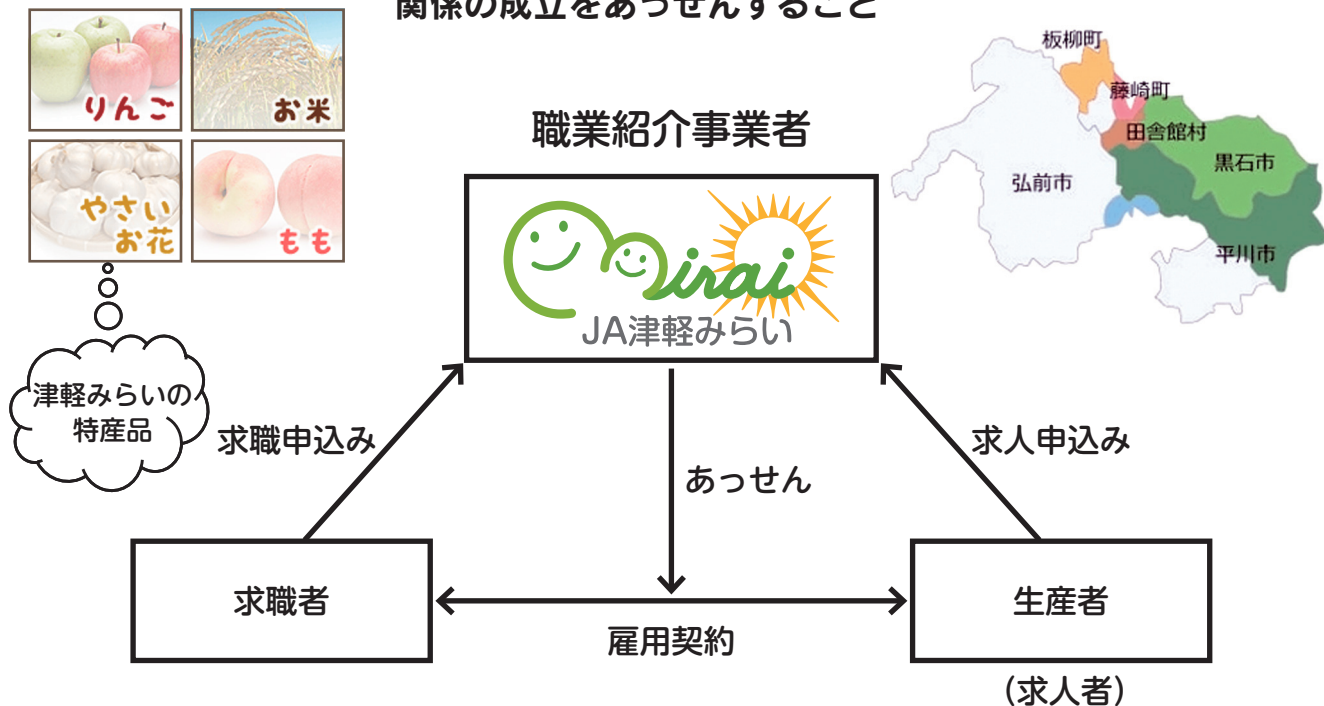 関係の成立をあっせんすること
りんご
お米
やさい
お花
もも
津軽みらいの
特産品
職業紹介事業者
mirai
JA津軽みらい
板柳町
藤崎町
田舎館村
黒石市
弘前市
平川市
求職申込み
あっせん
求人申込み
求職者
雇用契約
生産者
(求人者)